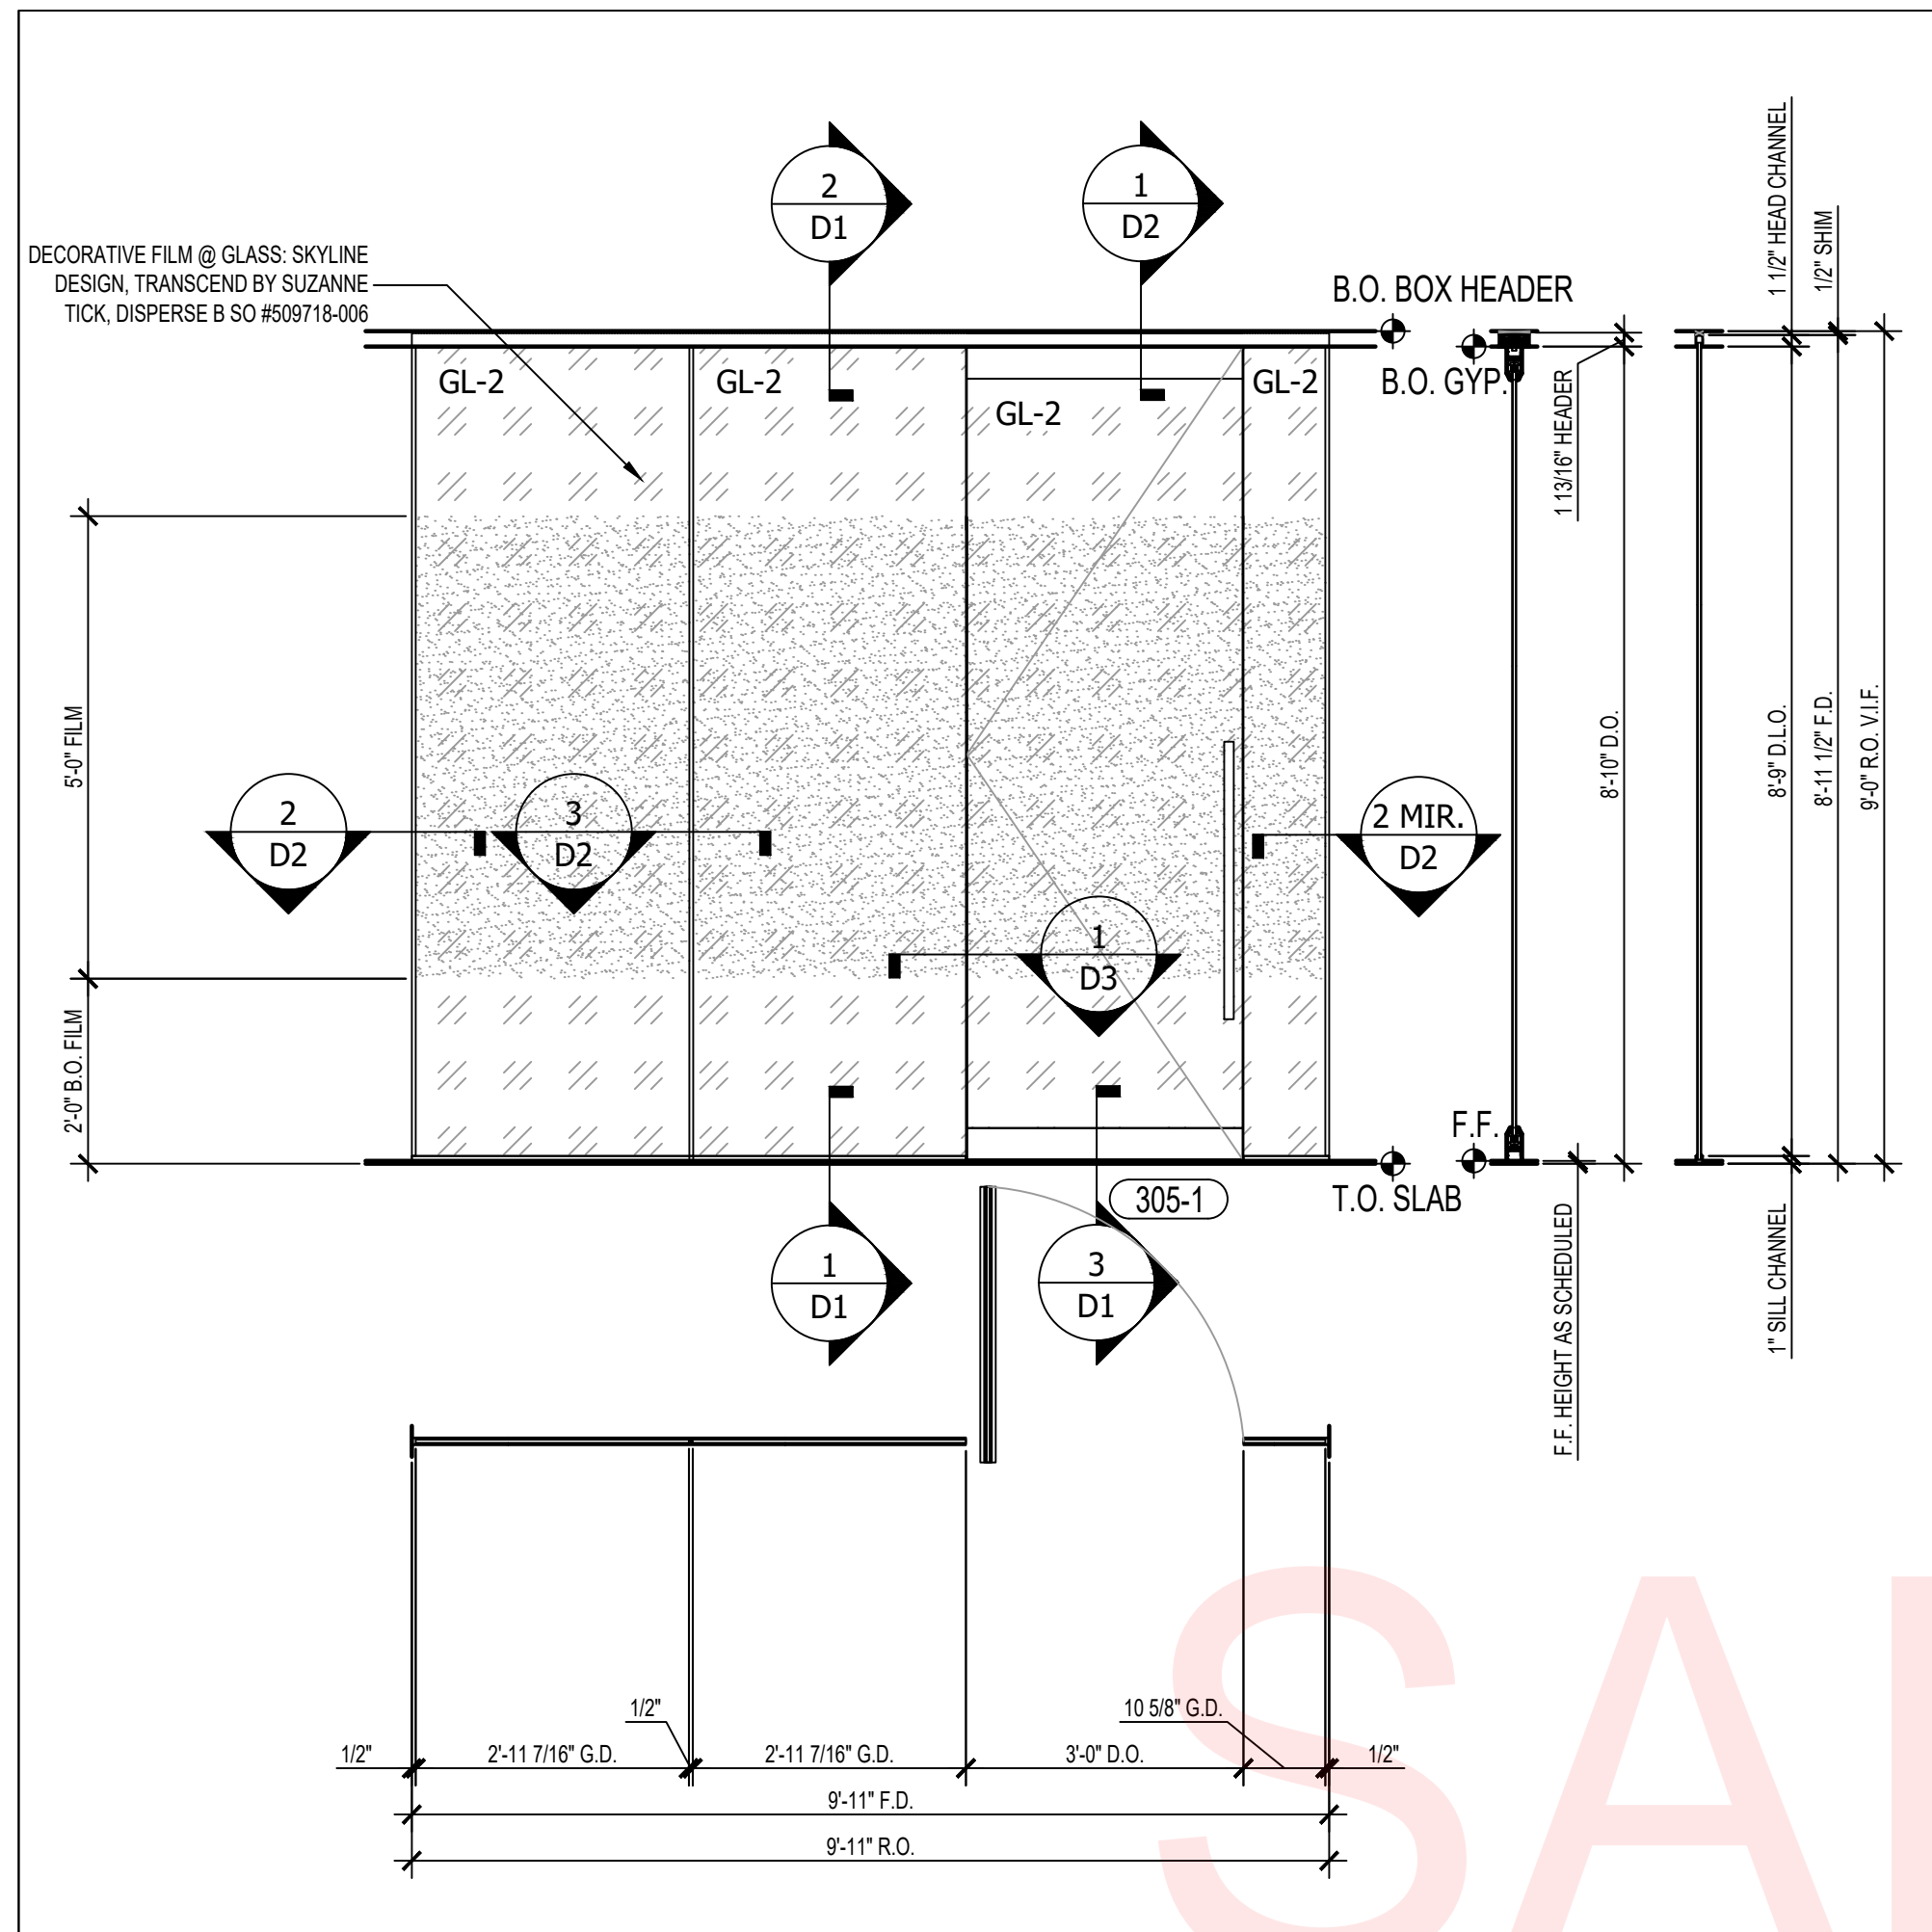 2
D1
1
D2
DECORATIVE FILM @ GLASS: SKYLINE
DESIGN, TRANSCEND BY SUZANNE
TICK, DISPERSE B SO #509718-006
B.O. BOX HEADER
B.O. GYP.
1 1/2" HEAD CHANNEL
1/2" SHIM
1 13/16" HEADER
GL-2
GL-2
GL-2
GL-2
5'-0" FILM
2'-0" B.O. FILM
2
D2
3
D2
2 MIR.
D2
1
D3
8'-10" D.O.
8'-9" D.L.O.
8'-11 1/2" F.D.
9'-0" R.O. V.I.F.
F.F.
T.O. SLAB
305-1
1
D1
3
D1
F.F. HEIGHT AS SCHEDULED
1" SILL CHANNEL
1/2"
10 5/8" G.D.
1/2"
2'-11 7/16" G.D.
2'-11 7/16" G.D.
3'-0" D.O.
1/2"
9'-11" F.D.
9'-11" R.O.